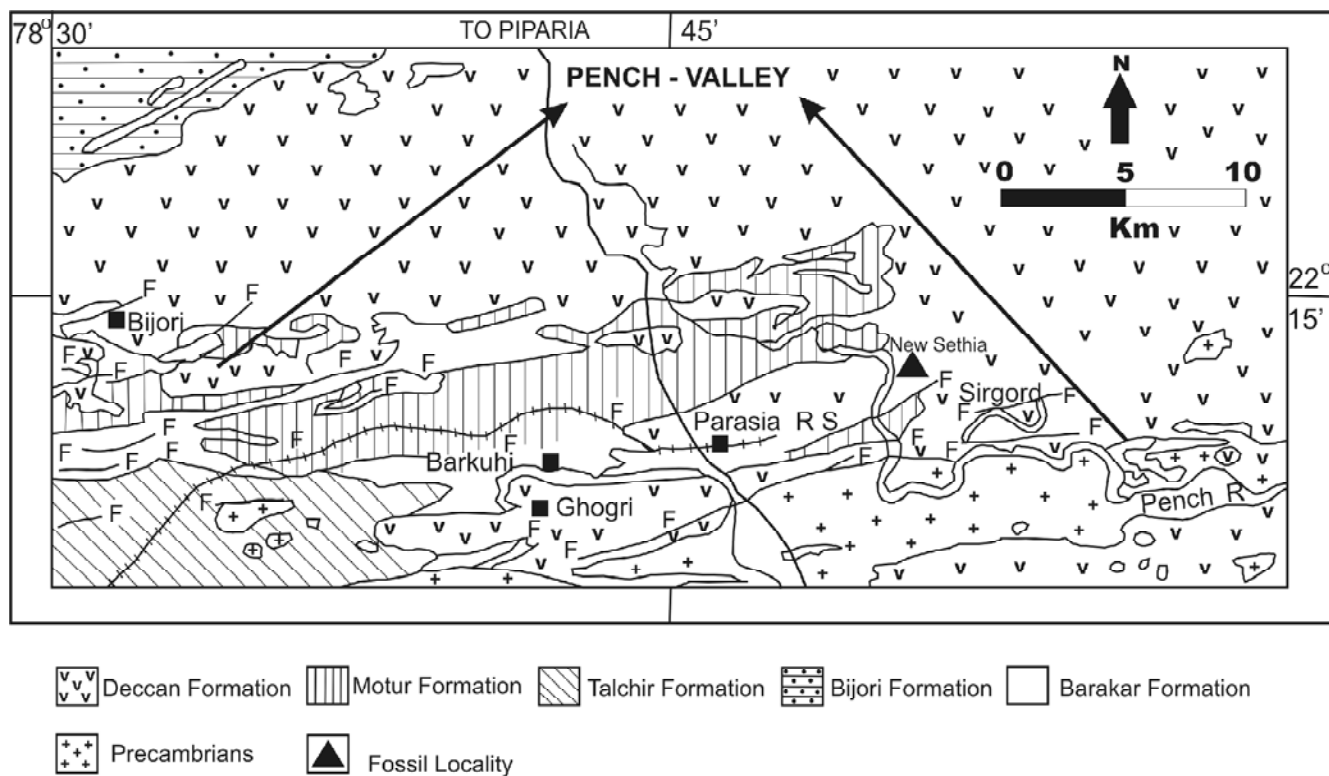 78° 30' TO PIPARIA 45'
PENCH - VALLEY
N
0 5 10
Km
22°
15'
F
Bijori
F
F
F
New Sethia
F
Sirgord
F
F
F
Parasia R S
F
F
F
F
Barkuhi
F
Pench R
F
Ghogri
F
F
Deccan Formation
Motur Formation
Talchir Formation
Bijori Formation
Barakar Formation
Precambrians
Fossil Locality